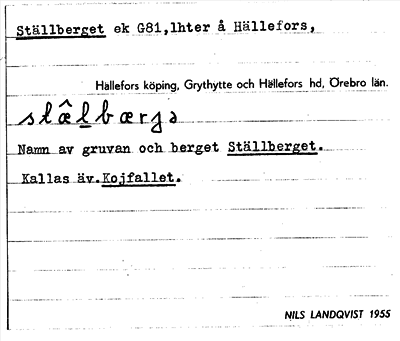 Ställberget ek G81,lhter å Hällefors,
Hällefors köping, Grythytte och Hällefors hd, Örebro län.
Namn av gruvan och berget Ställberget.
Kallas äv.Kojfallet.
NILS LANDQVIST 1955